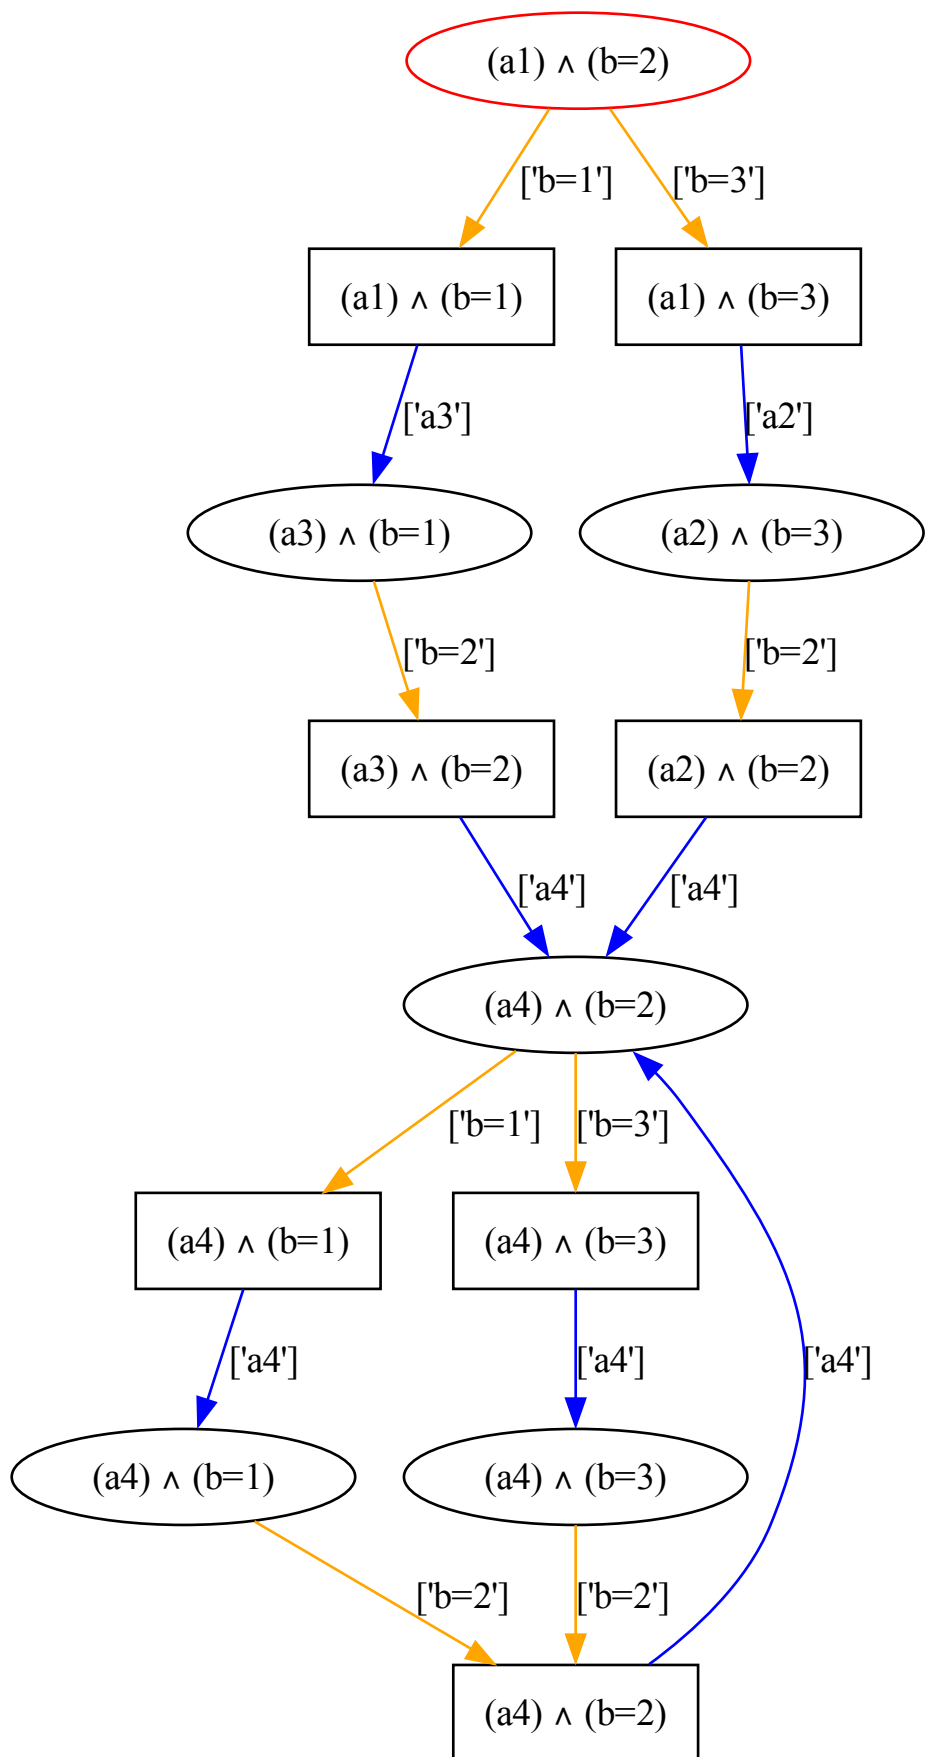 (a1) ∧ (b=2)
['b=1']
['b=3']
(a1) ∧ (b=1)
(a1) ∧ (b=3)
['a3']
['a2']
(a3) ∧ (b=1)
(a2) ∧ (b=3)
['b=2']
['b=2']
(a3) ∧ (b=2)
(a2) ∧ (b=2)
['a4']
['a4']
(a4) ∧ (b=2)
['b=1']
['b=3']
(a4) ∧ (b=1)
(a4) ∧ (b=3)
['a4']
['a4']
['a4']
(a4) ∧ (b=1)
(a4) ∧ (b=3)
['b=2']
['b=2']
(a4) ∧ (b=2)